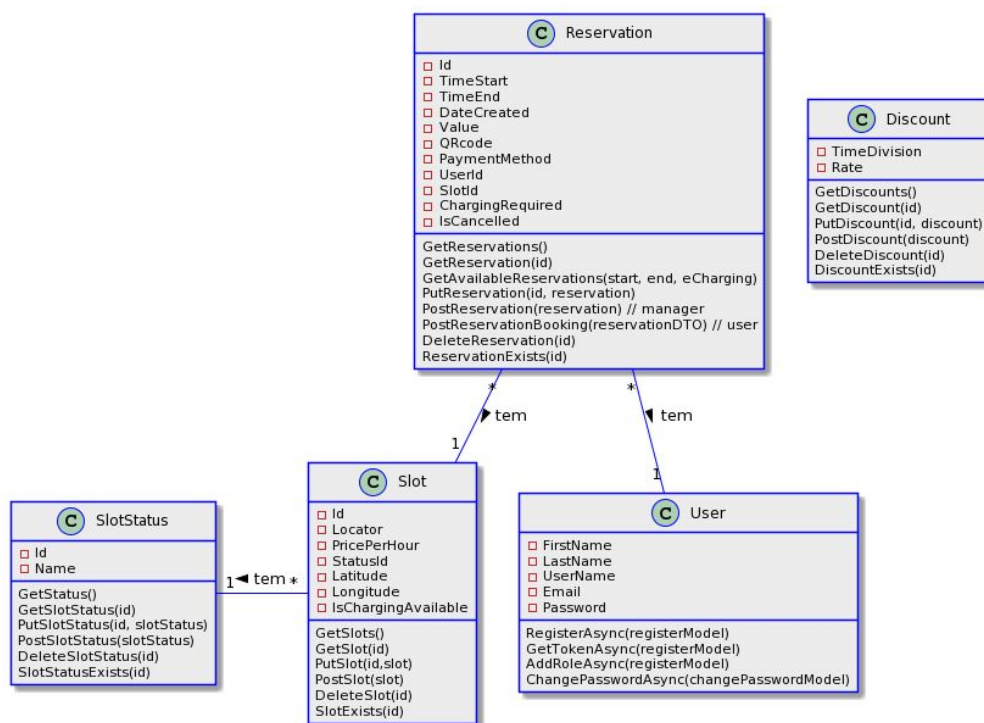 C Reservation
Id
TimeStart
TimeEnd
DateCreated
Value
QRcode
PaymentMethod
UserId
SlotId
ChargingRequired
IsCancelled
GetReservations()
GetReservation(id)
GetAvailableReservations(start, end, eCharging)
PutReservation(id, reservation)
PostReservation(reservation) // manager
PostReservationBooking(reservationDTO) // user
DeleteReservation(id)
ReservationExists(id)
C Discount
TimeDivision
Rate
GetDiscounts()
GetDiscount(id)
PutDiscount(id, discount)
PostDiscount(discount)
DeleteDiscount(id)
DiscountExists(id)
*
tem
1
*
tem
1
C SlotStatus
Id
Name
GetStatus()
GetSlotStatus(id)
PutSlotStatus(id, slotStatus)
PostSlotStatus(slotStatus)
DeleteSlotStatus(id)
SlotStatusExists(id)
1 tem *
C Slot
Id
Locator
PricePerHour
StatusId
Latitude
Longitude
IsChargingAvailable
GetSlots()
GetSlot(id)
PutSlot(id,slot)
PostSlot(slot)
DeleteSlot(id)
SlotExists(id)
C User
FirstName
LastName
UserName
Email
Password
RegisterAsync(registerModel)
GetTokenAsync(registerModel)
AddRoleAsync(registerModel)
ChangePasswordAsync(changePasswordModel)